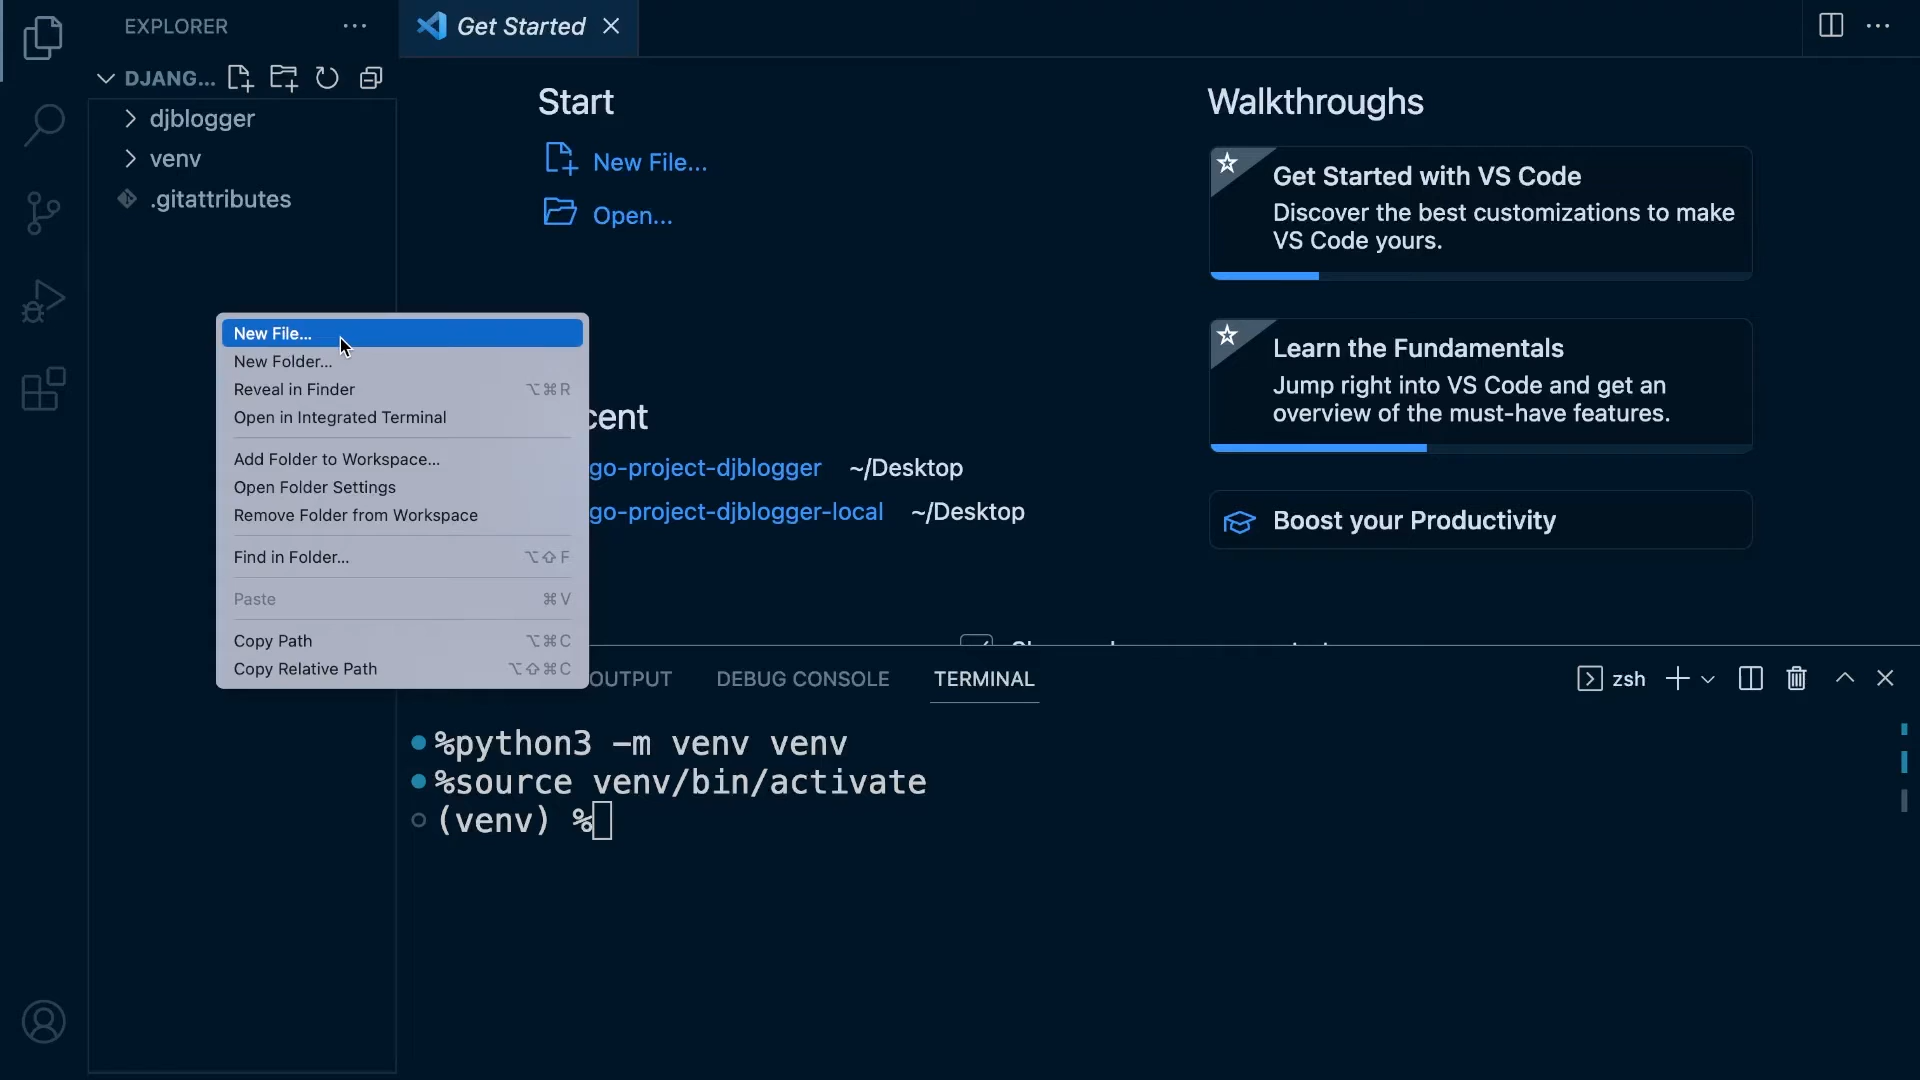 EXPLORER
Get Started
DJANG...
djblogger
venv
.gitattributes
Start
New File...
Open...
Walkthroughs
Get Started with VS Code
Discover the best customizations to make
VS Code yours.
Learn the Fundamentals
Jump right into VS Code and get an
overview of the must-have features.
Boost your Productivity
New File...
New Folder...
Reveal in Finder ⌥⌘R
Open in Integrated Terminal
Add Folder to Workspace...
Open Folder Settings
Remove Folder from Workspace
Find in Folder... ⌥⇧F
Paste ⌘V
Copy Path ⌥⌘C
Copy Relative Path ⌥⇧⌘C
cent
go-project-djblogger ~/Desktop
go-project-djblogger-local ~/Desktop
OUTPUT DEBUG CONSOLE TERMINAL
zsh
%python3 -m venv venv
%source venv/bin/activate
(venv) %